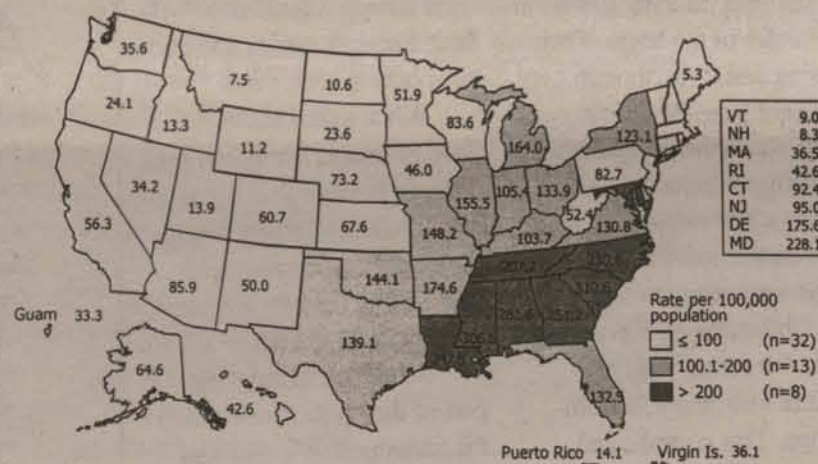 35.6
7.5
10.6
51.9
5.3
24.1
13.3
11.2
23.6
83.6
164.0
123.1
34.2
13.9
60.7
73.2
46.0
155.5
105.4
133.9
82.7
52.4
130.8
56.3
67.6
148.2
103.7
85.9
50.0
144.1
174.6
285.6
139.1
132.9
Guam 33.3
64.6
42.6
Puerto Rico 14.1
Virgin Is. 36.1
VT 9.0
NH 8.3
MA 36.5
RI 42.6
CT 92.4
NJ 95.0
DE 175.6
MD 228.1
Rate per 100,000
population
≤ 100 (n=32)
100.1-200 (n=13)
> 200 (n=8)